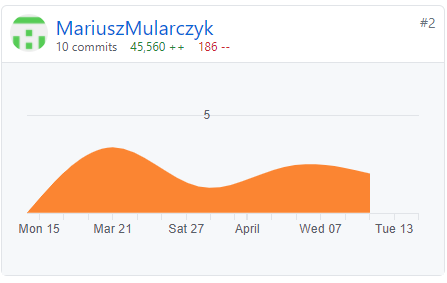 MariuszMularczyk
#2
10 commits 45,560 ++ 186 --
5
Mon 15 Mar 21 Sat 27 April Wed 07 Tue 13